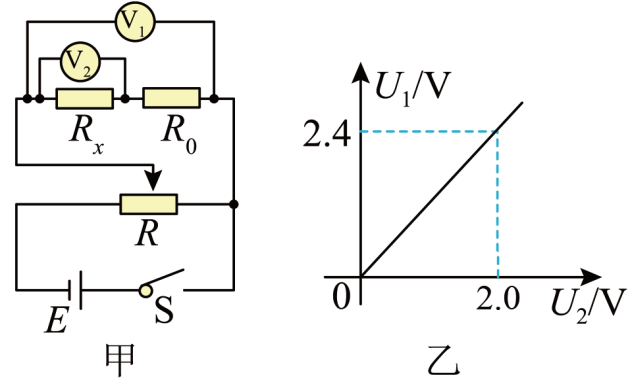 V₁
V₂
Rₓ R₀
R
E S
甲
U₁/V
2.4
0 2.0 U₂/V
乙